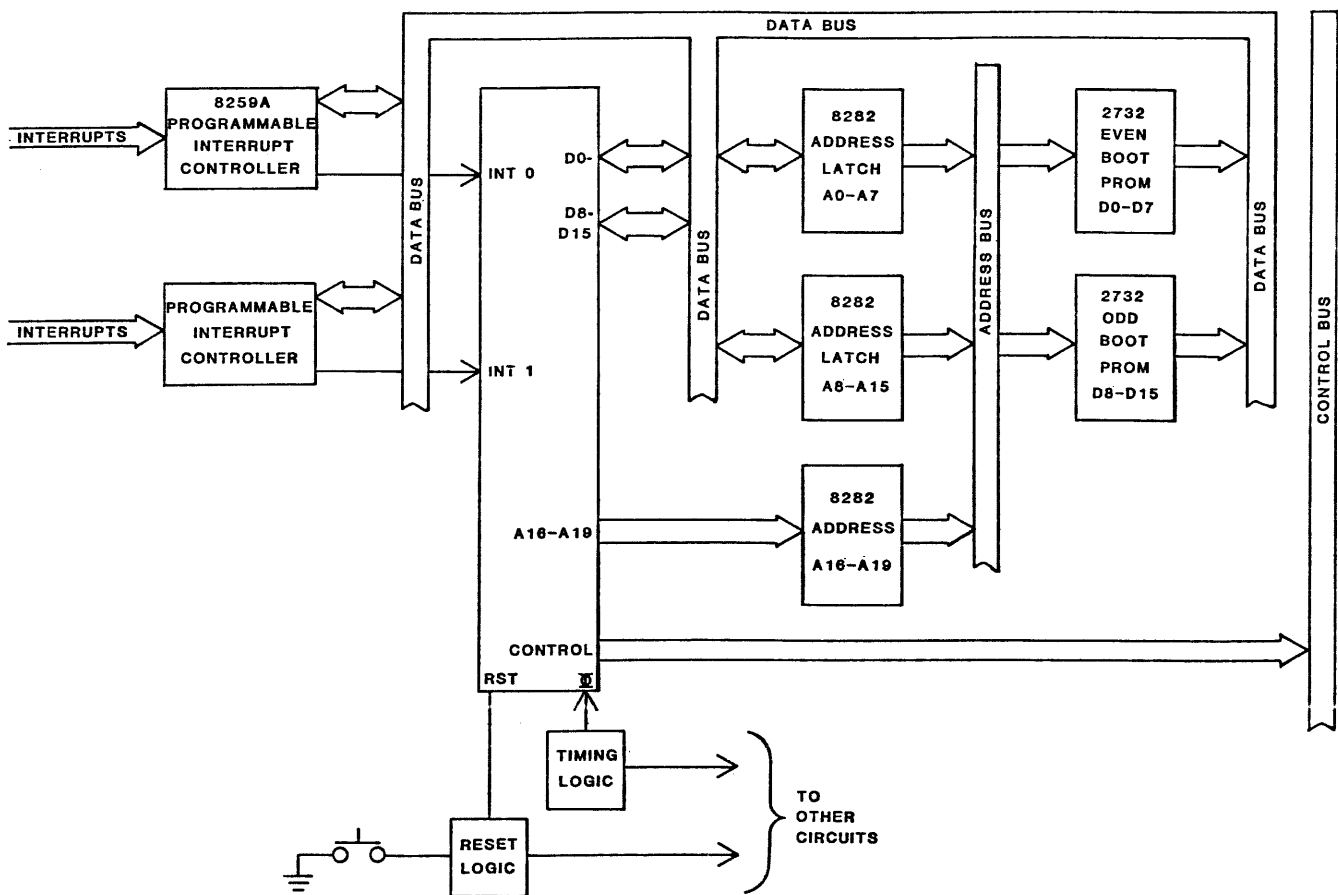 DATA BUS
8259A
PROGRAMMABLE
INTERRUPT
CONTROLLER
INTERRUPTS
INT 0
D0-
D8-
D15
DATA BUS
DATA BUS
8282
ADDRESS
LATCH
A0-A7
ADDRESS BUS
2732
EVEN
BOOT
PROM
D0-D7
DATA BUS
CONTROL BUS
PROGRAMMABLE
INTERRUPT
CONTROLLER
INTERRUPTS
INT 1
8282
ADDRESS
LATCH
A8-A15
2732
ODD
BOOT
PROM
D8-D15
A16-A19
8282
ADDRESS
A16-A19
CONTROL
RST Φ
TIMING
LOGIC
RESET
LOGIC
TO
OTHER
CIRCUITS